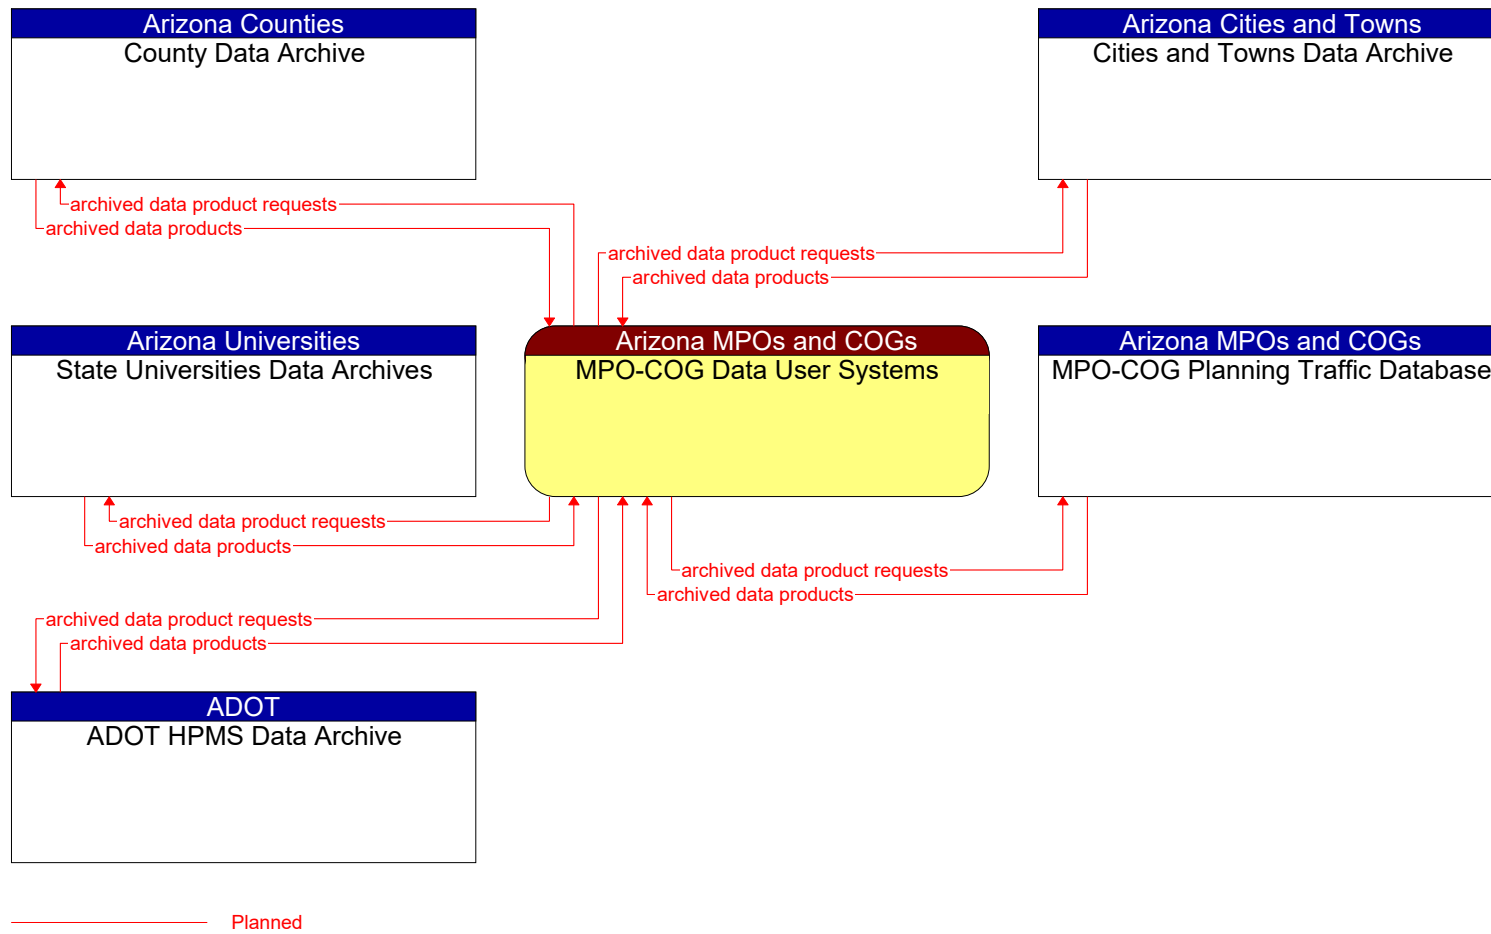 Arizona Counties
County Data Archive
Arizona Cities and Towns
Cities and Towns Data Archive
archived data product requests
archived data products
archived data product requests
archived data products
Arizona Universities
State Universities Data Archives
Arizona MPOs and COGs
MPO-COG Data User Systems
Arizona MPOs and COGs
MPO-COG Planning Traffic Database
archived data product requests
archived data products
archived data product requests
archived data products
archived data product requests
archived data products
ADOT
ADOT HPMS Data Archive
Planned